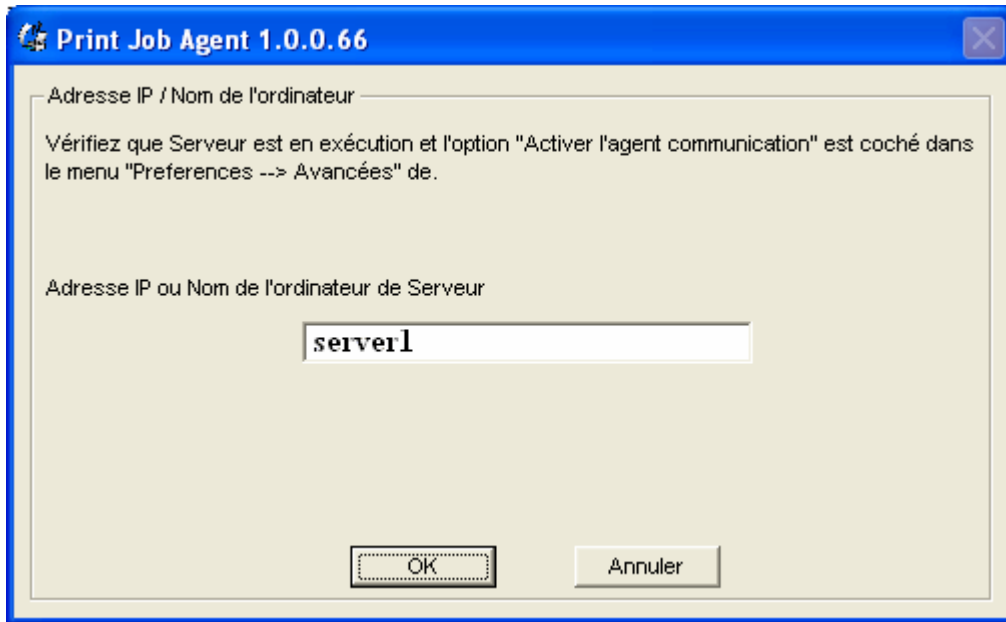 Print Job Agent 1.0.0.66
Adresse IP / Nom de l'ordinateur
Vérifiez que Serveur est en exécution et l'option "Activer l'agent communication" est coché dans
le menu "Preferences --> Avancées" de.
Adresse IP ou Nom de l'ordinateur de Serveur
server1
OK
Annuler